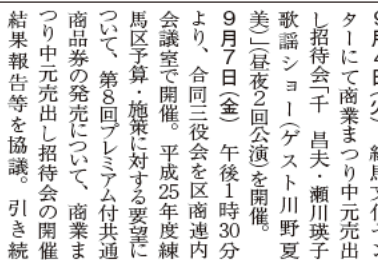 ターにて商業まつり中元売出
し招待会「千　昌夫・瀬川瑛子
歌謡ショー（ゲスト川野夏
美）」（昼夜２回公演）を開催。
９月７日（金）　午後１時30分
より、合同三役会を区商連内
会議室で開催。平成25年度練
馬区予算・施策に対する要望に
ついて、第８回プレミアム付共通
商品券の発売について、商業ま
つり中元売出し招待会の開催
結果報告等を協議。引き続